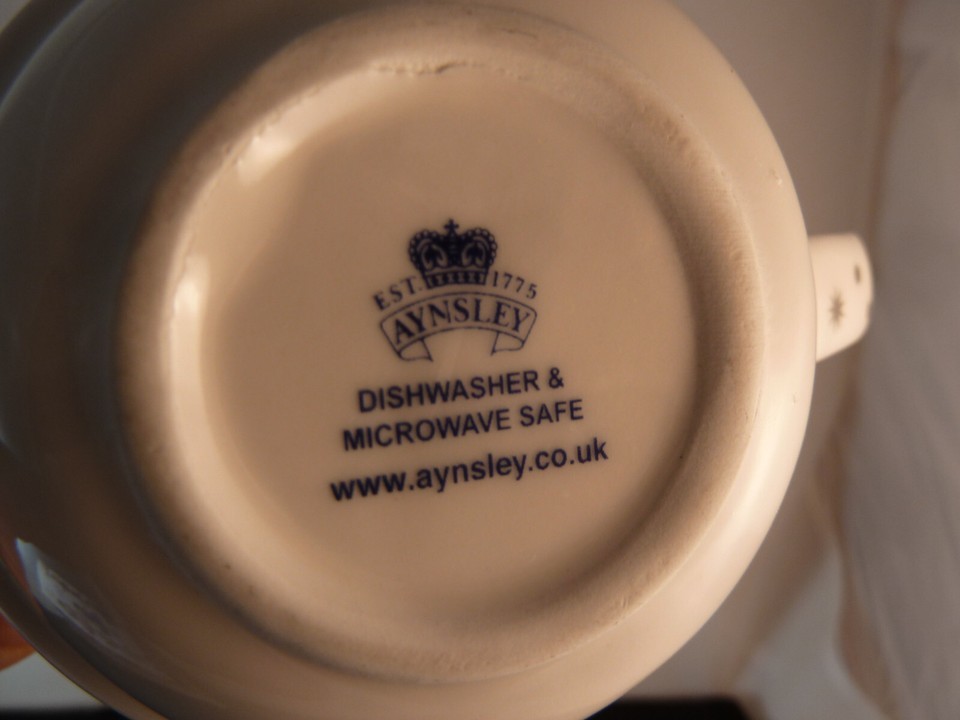 EST. 1775
AYNSLEY
DISHWASHER &
MICROWAVE SAFE
www.aynsley.co.uk